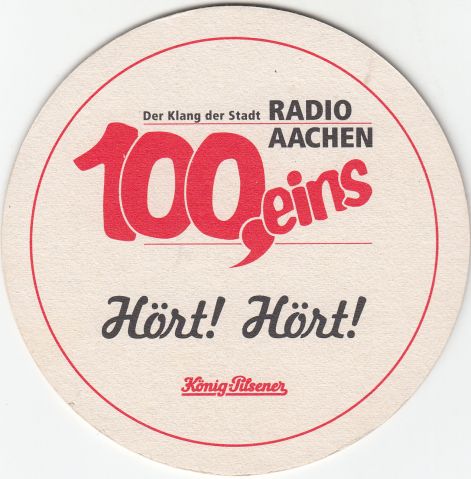 Der Klang der Stadt RADIO
AACHEN
100,eins
Hört! Hört!
König-Pilsener